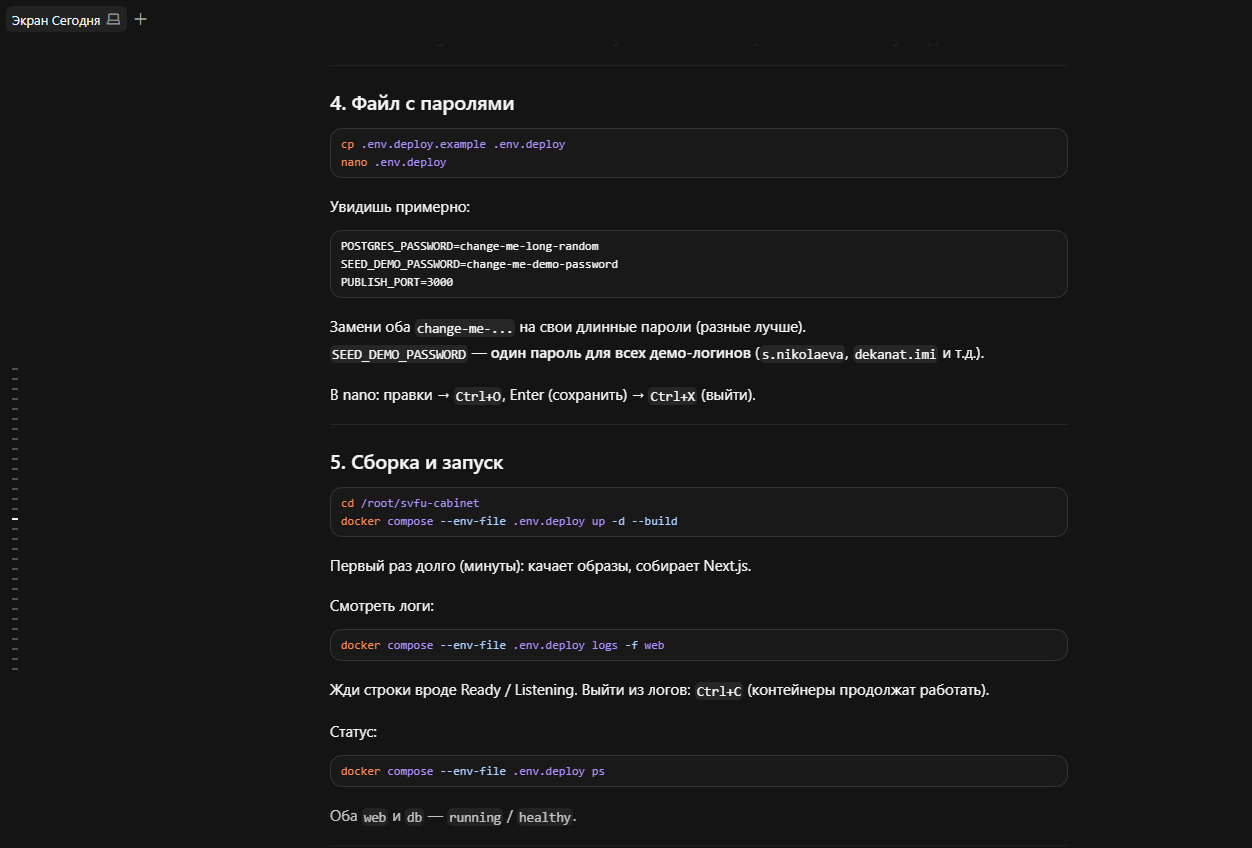 Экран Сегодня
4. Файл с паролями
cp .env.deploy.example .env.deploy
nano .env.deploy
Увидишь примерно:
POSTGRES_PASSWORD=change-me-long-random
SEED_DEMO_PASSWORD=change-me-demo-password
PUBLISH_PORT=3000
Замени оба change-me-... на свои длинные пароли (разные лучше).
SEED_DEMO_PASSWORD — один пароль для всех демо-логинов (s.nikolaeva, dekanat.imi и т.д.).
В nano: правки → Ctrl+O, Enter (сохранить) → Ctrl+X (выйти).
5. Сборка и запуск
cd /root/svfu-cabinet
docker compose --env-file .env.deploy up -d --build
Первый раз долго (минуты): качает образы, собирает Next.js.
Смотреть логи:
docker compose --env-file .env.deploy logs -f web
Жди строки вроде Ready / Listening. Выйти из логов: Ctrl+C (контейнеры продолжат работать).
Статус:
docker compose --env-file .env.deploy ps
Оба web и db — running / healthy.